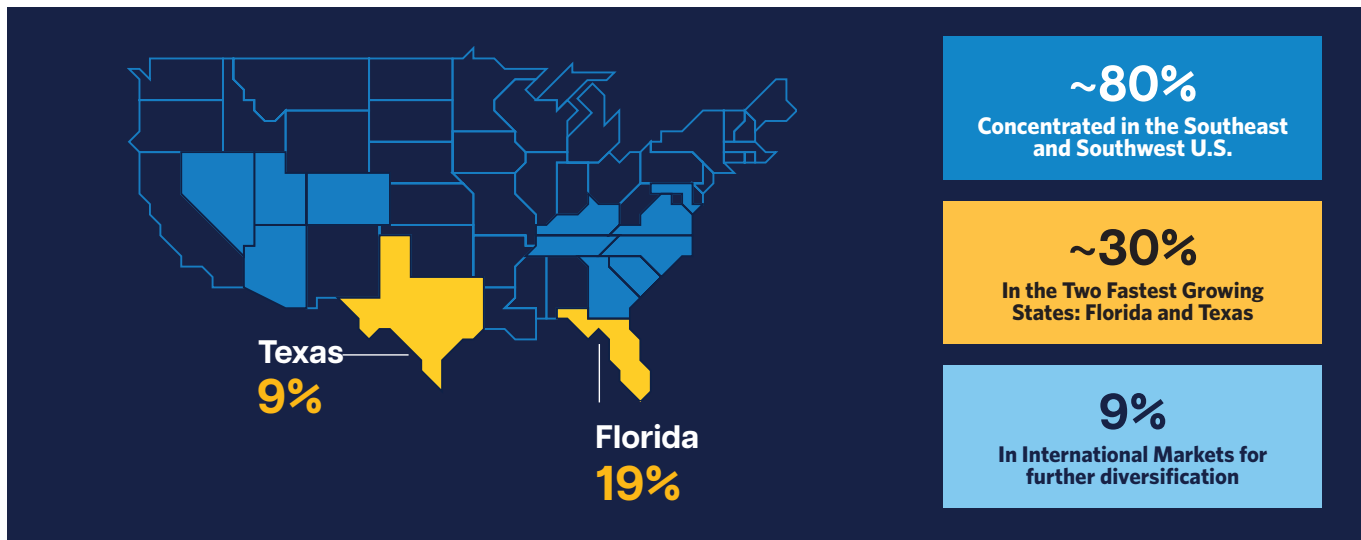 Texas
9%
Florida
19%
~80%
Concentrated in the Southeast
and Southwest U.S.
~30%
In the Two Fastest Growing
States: Florida and Texas
9%
In International Markets for
further diversification